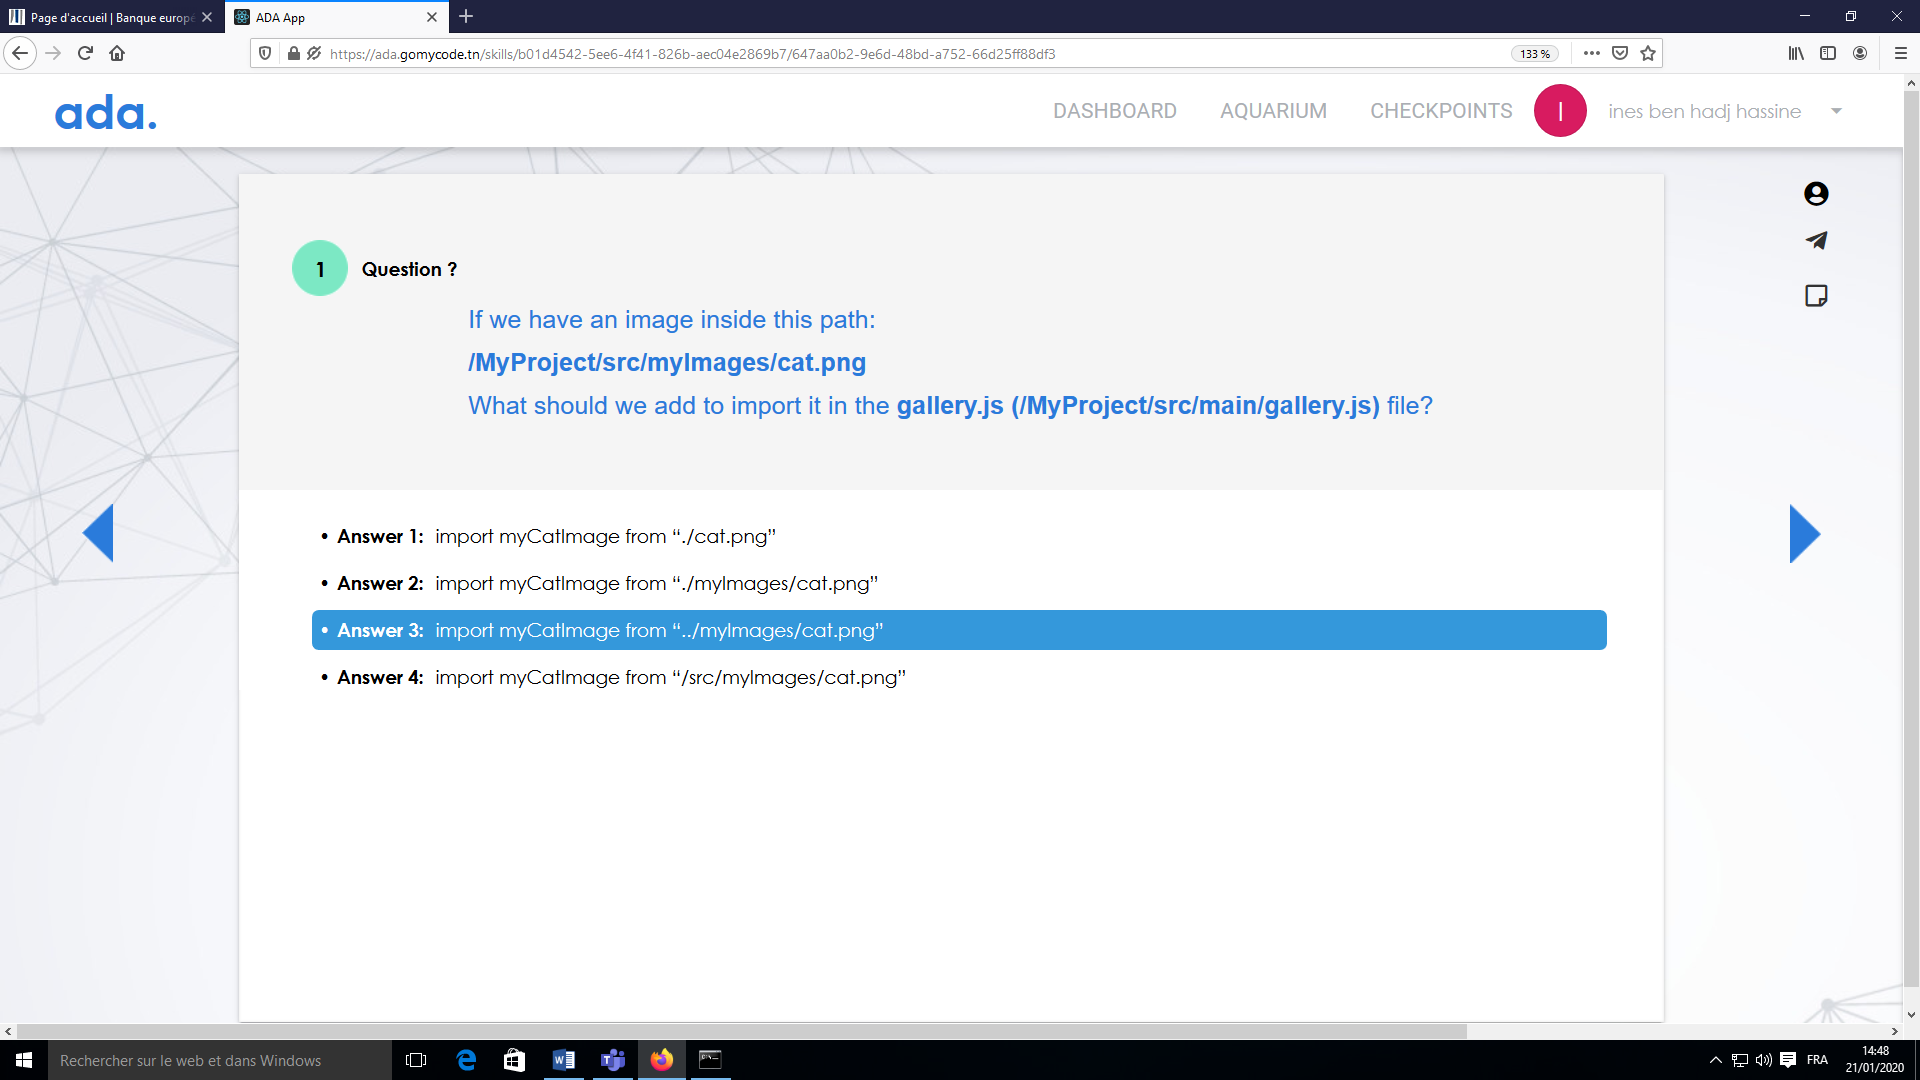 Page d'accueil | Banque europé
ADA App
https://ada.gomycode.tn/skills/b01d4542-5ee6-4f41-826b-aec04e2869b7/647aa0b2-9e6d-48bd-a752-66d25ff88df3
133 %
ada.
DASHBOARD
AQUARIUM
CHECKPOINTS
I
ines ben hadj hassine
1
Question ?
If we have an image inside this path:
/MyProject/src/myImages/cat.png
What should we add to import it in the gallery.js (/MyProject/src/main/gallery.js) file?
• Answer 1: import myCatImage from “./cat.png”
• Answer 2: import myCatImage from “./myImages/cat.png”
• Answer 3: import myCatImage from “../myImages/cat.png”
• Answer 4: import myCatImage from “/src/myImages/cat.png”
Rechercher sur le web et dans Windows
FRA
14:48
21/01/2020